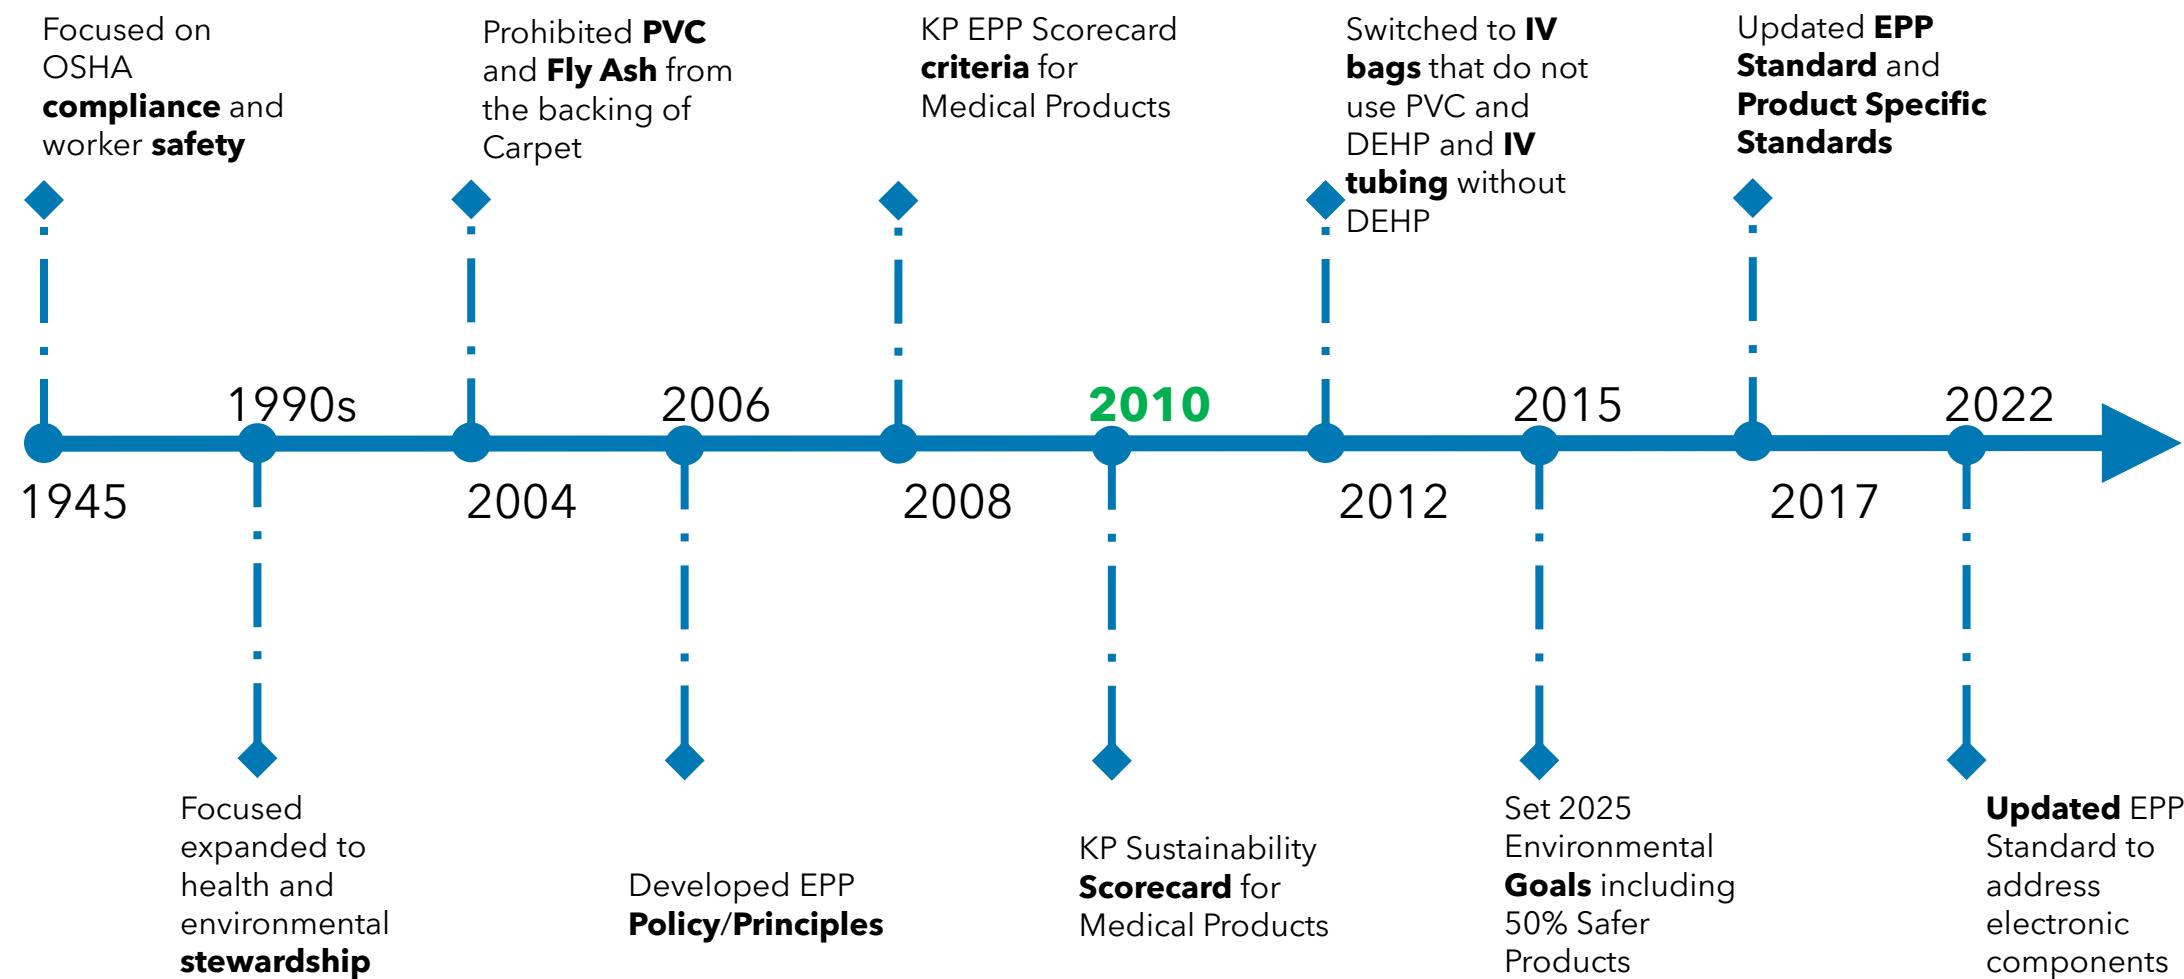 Focused on
OSHA
compliance and
worker safety
Prohibited PVC
and Fly Ash from
the backing of
Carpet
KP EPP Scorecard
criteria for
Medical Products
Switched to IV
bags that do not
use PVC and
DEHP and IV
tubing without
DEHP
Updated EPP
Standard and
Product Specific
Standards
1990s
2006
2010
2015
2022
1945
2004
2008
2012
2017
Focused
expanded to
health and
environmental
stewardship
Developed EPP
Policy/Principles
KP Sustainability
Scorecard for
Medical Products
Set 2025
Environmental
Goals including
50% Safer
Products
Updated EPP
Standard to
address
electronic
components